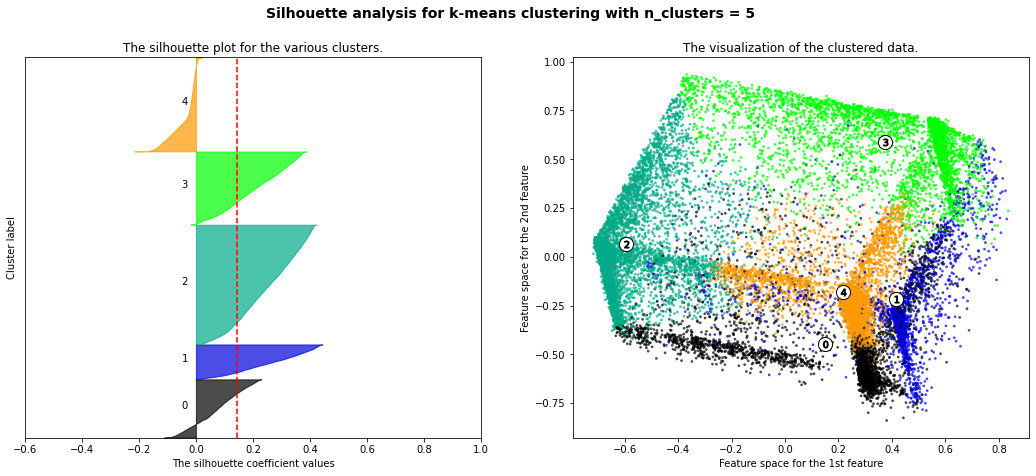 Silhouette analysis for k-means clustering with n_clusters = 5
The silhouette plot for the various clusters.
4
3
2
1
0
Cluster label
−0.6 −0.4 −0.2 0.0 0.2 0.4 0.6 0.8 1.0
The silhouette coefficient values
The visualization of the clustered data.
1.00
0.75
0.50
0.25
0.00
−0.25
−0.50
−0.75
Feature space for the 2nd feature
3
2
4
1
0
−0.6 −0.4 −0.2 0.0 0.2 0.4 0.6 0.8
Feature space for the 1st feature